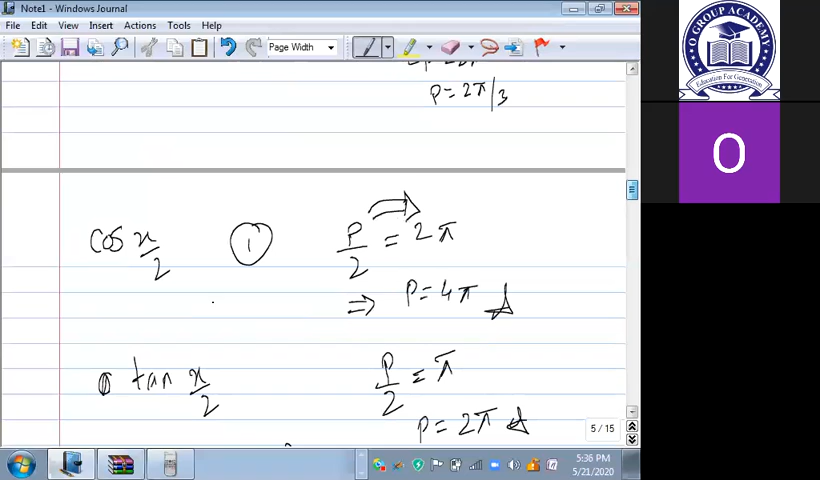 Note1 - Windows Journal
File Edit View Insert Actions Tools Help
Page Width
P = 2π/3
cos x/2 ① P/2 = 2π
⇒ P = 4π
tan x/2 P/2 = π
P = 2π
5 / 15
5:36 PM
5/21/2020
O GROUP ACADEMY
Education For Generation
O